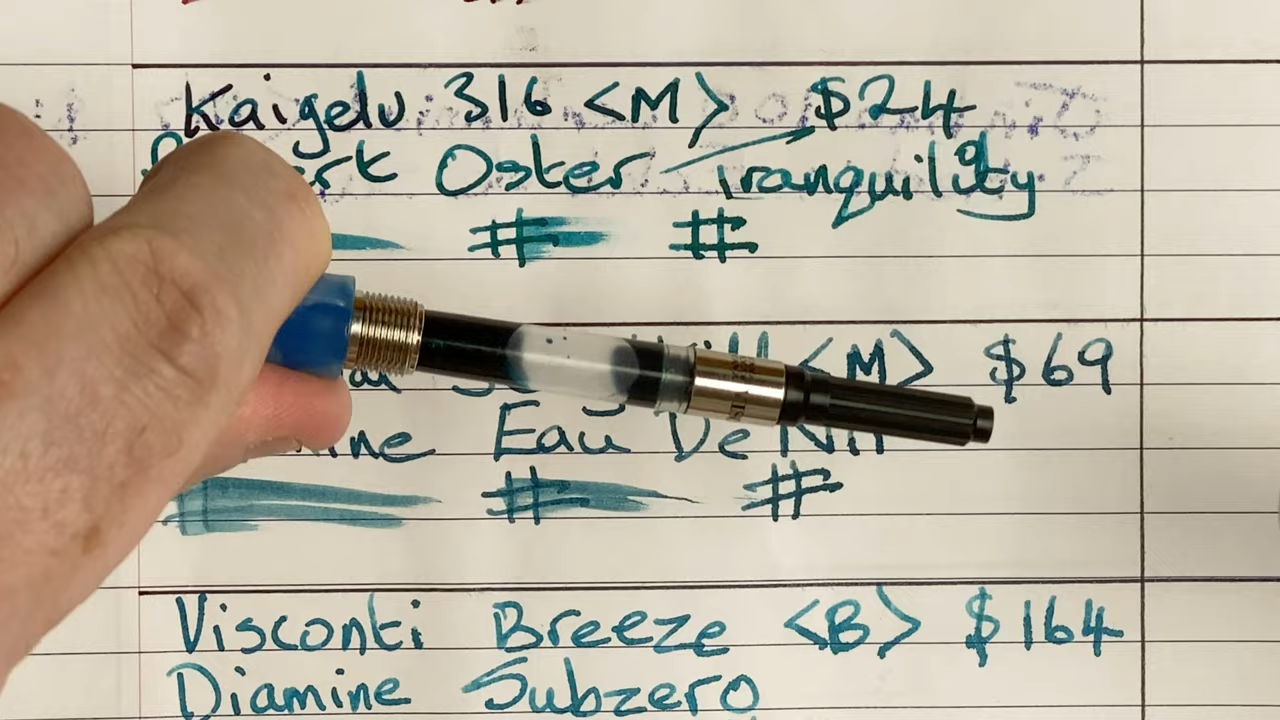 Kaigelu 316 <M> $24
Oster Tranquility
# #
<M> $69
Eau De Nil
# #
Visconti Breeze <B> $164
Diamine Subzero